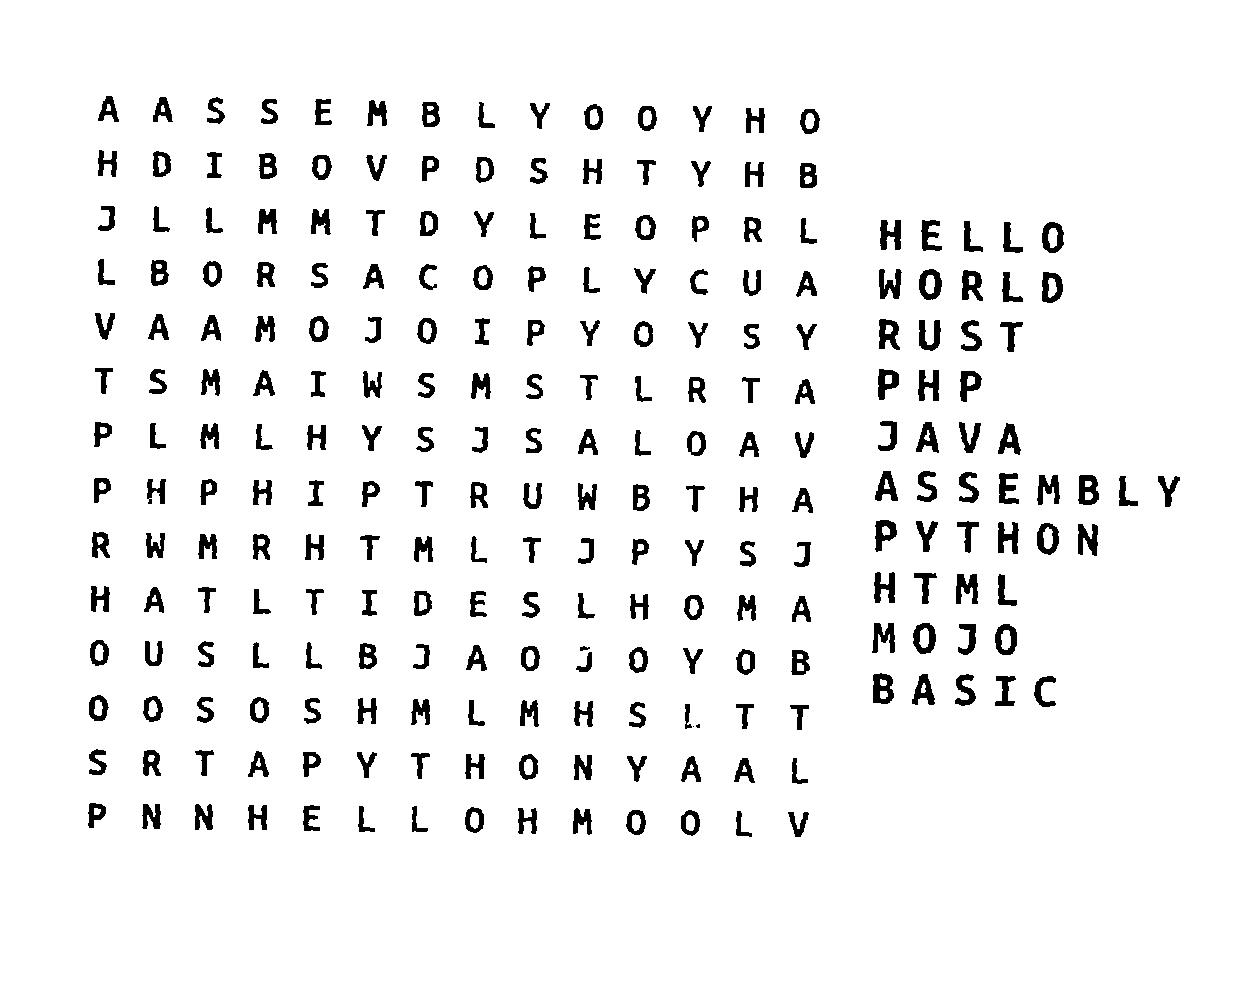 A A S S E M B L Y O O Y H O
H D I B O V P D S H T Y H B
J L L M M T D Y L E O P R L
L B O R S A C O P L Y C U A
V A A M O J O I P Y O Y S Y
T S M A I W S M S T L R T A
P L M L H Y S J S A L O A V
P H P H I P T R U W B T H A
R W M R H T M L T J P Y S J
H A T L T I D E S L H O M A
O U S L L B J A O J O Y O B
O O S O S H M L M H S L T T
S R T A P Y T H O N Y A A L
P N N H E L L O H M O O L V
HELLO
WORLD
RUST
PHP
JAVA
ASSEMBLY
PYTHON
HTML
MOJO
BASIC